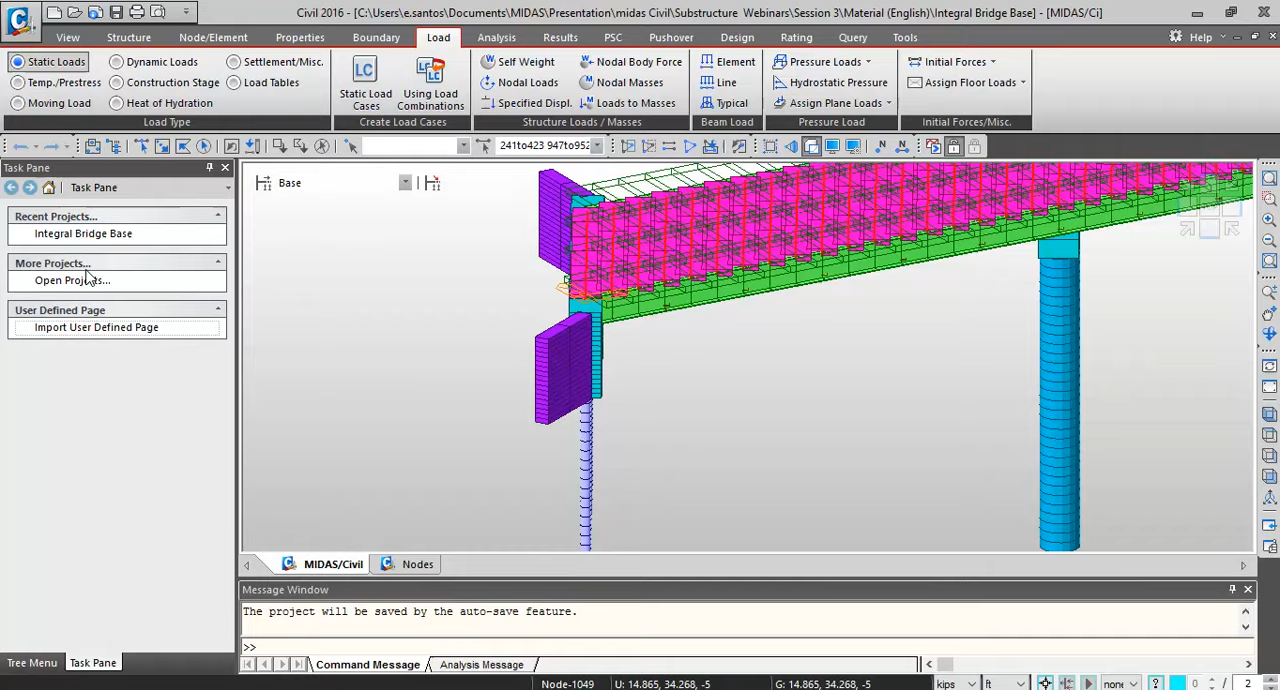 Civil 2016 - [C:\Users\e.santos\Documents\MIDAS\Presentation\midas Civil\Substructure Webinars\Session 3\Material (English)\Integral Bridge Base] - [MIDAS/Ci]
View Structure Node/Element Properties Boundary Load Analysis Results PSC Pushover Design Rating Query Tools Help
Static Loads Dynamic Loads Settlement/Misc. LC LC Self Weight Nodal Body Force Element Pressure Loads Initial Forces
Temp./Prestress Construction Stag Load Tables Static Load Cases Using Load Combinations Nodal Loads Nodal Masses Line Hydrostatic Pressure Assign Floor Loads
Moving Load Heat of Hydration Specified Displ. Loads to Masses Typical Assign Plane Loads
Load Type Create Load Cases Structure Loads / Masses Beam Load Pressure Load Initial Forces/Misc.
241to423 947to952
Task Pane
Task Pane
Base
Recent Projects...
Integral Bridge Base
More Projects...
Open Projects...
User Defined Page
Import User Defined Page
MIDAS/Civil Nodes
Message Window
The project will be saved by the auto-save feature.
>>
Tree Menu Task Pane Command Message Analysis Message
Node-1049 U: 14.865, 34.268, -5 G: 14.865, 34.268, -5 kips ft none ? 0 / 2